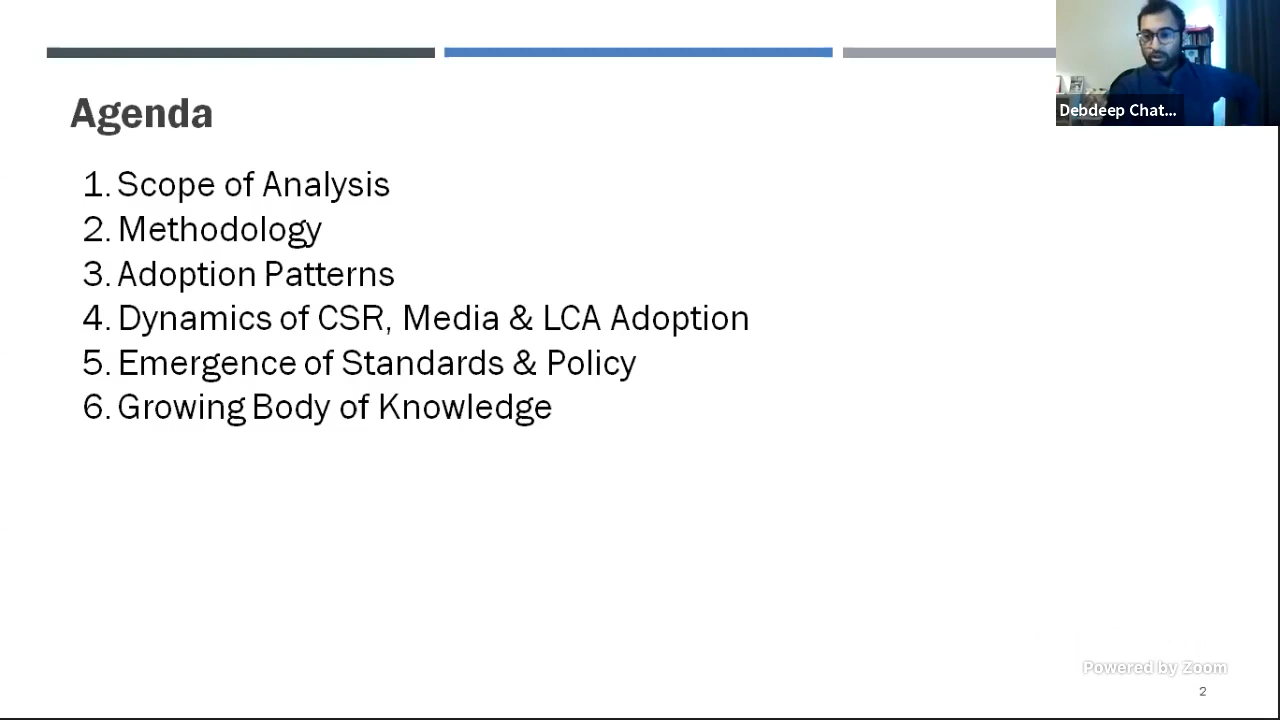 Debdeep Chat...
Agenda
1. Scope of Analysis
2. Methodology
3. Adoption Patterns
4. Dynamics of CSR, Media & LCA Adoption
5. Emergence of Standards & Policy
6. Growing Body of Knowledge
Powered by Zoom
2